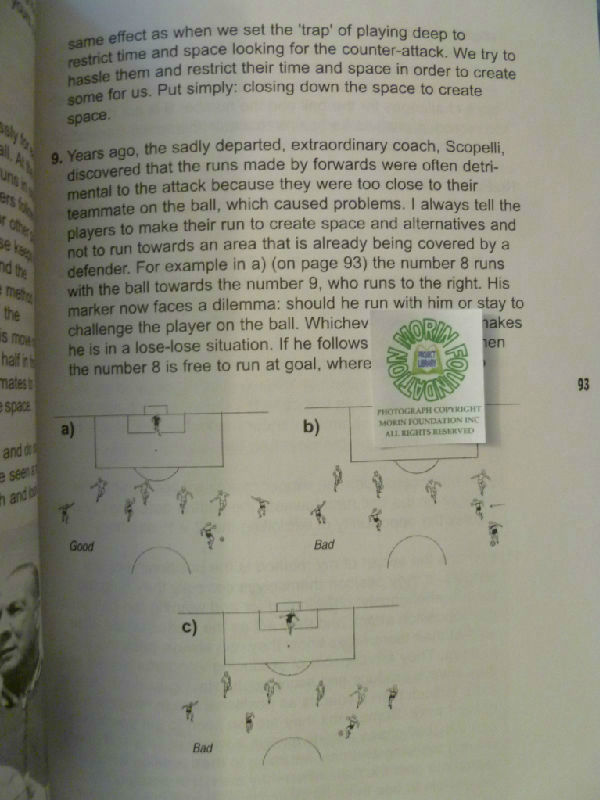 same effect as when we set the 'trap' of playing deep to
restrict time and space looking for the counter-attack. We try to
hassle them and restrict their time and space in order to create
some for us. Put simply: closing down the space to create
space.
9. Years ago, the sadly departed, extraordinary coach, Scopelli,
discovered that the runs made by forwards were often detri-
mental to the attack because they were too close to their
teammate on the ball, which caused problems. I always tell the
players to make their run to create space and alternatives and
not to run towards an area that is already being covered by a
defender. For example in a) (on page 93) the number 8 runs
with the ball towards the number 9, who runs to the right. His
marker now faces a dilemma: should he run with him or stay to
challenge the player on the ball. Whichev makes
he is in a lose-lose situation. If he follows
the number 8 is free to run at goal, where
MORIN FOUNDATION
PROJECT
LIBRARY
PHOTOGRAPH COPYRIGHT
MORIN FOUNDATION INC
ALL RIGHTS RESERVED
93
a)
Good
b)
Bad
c)
Bad